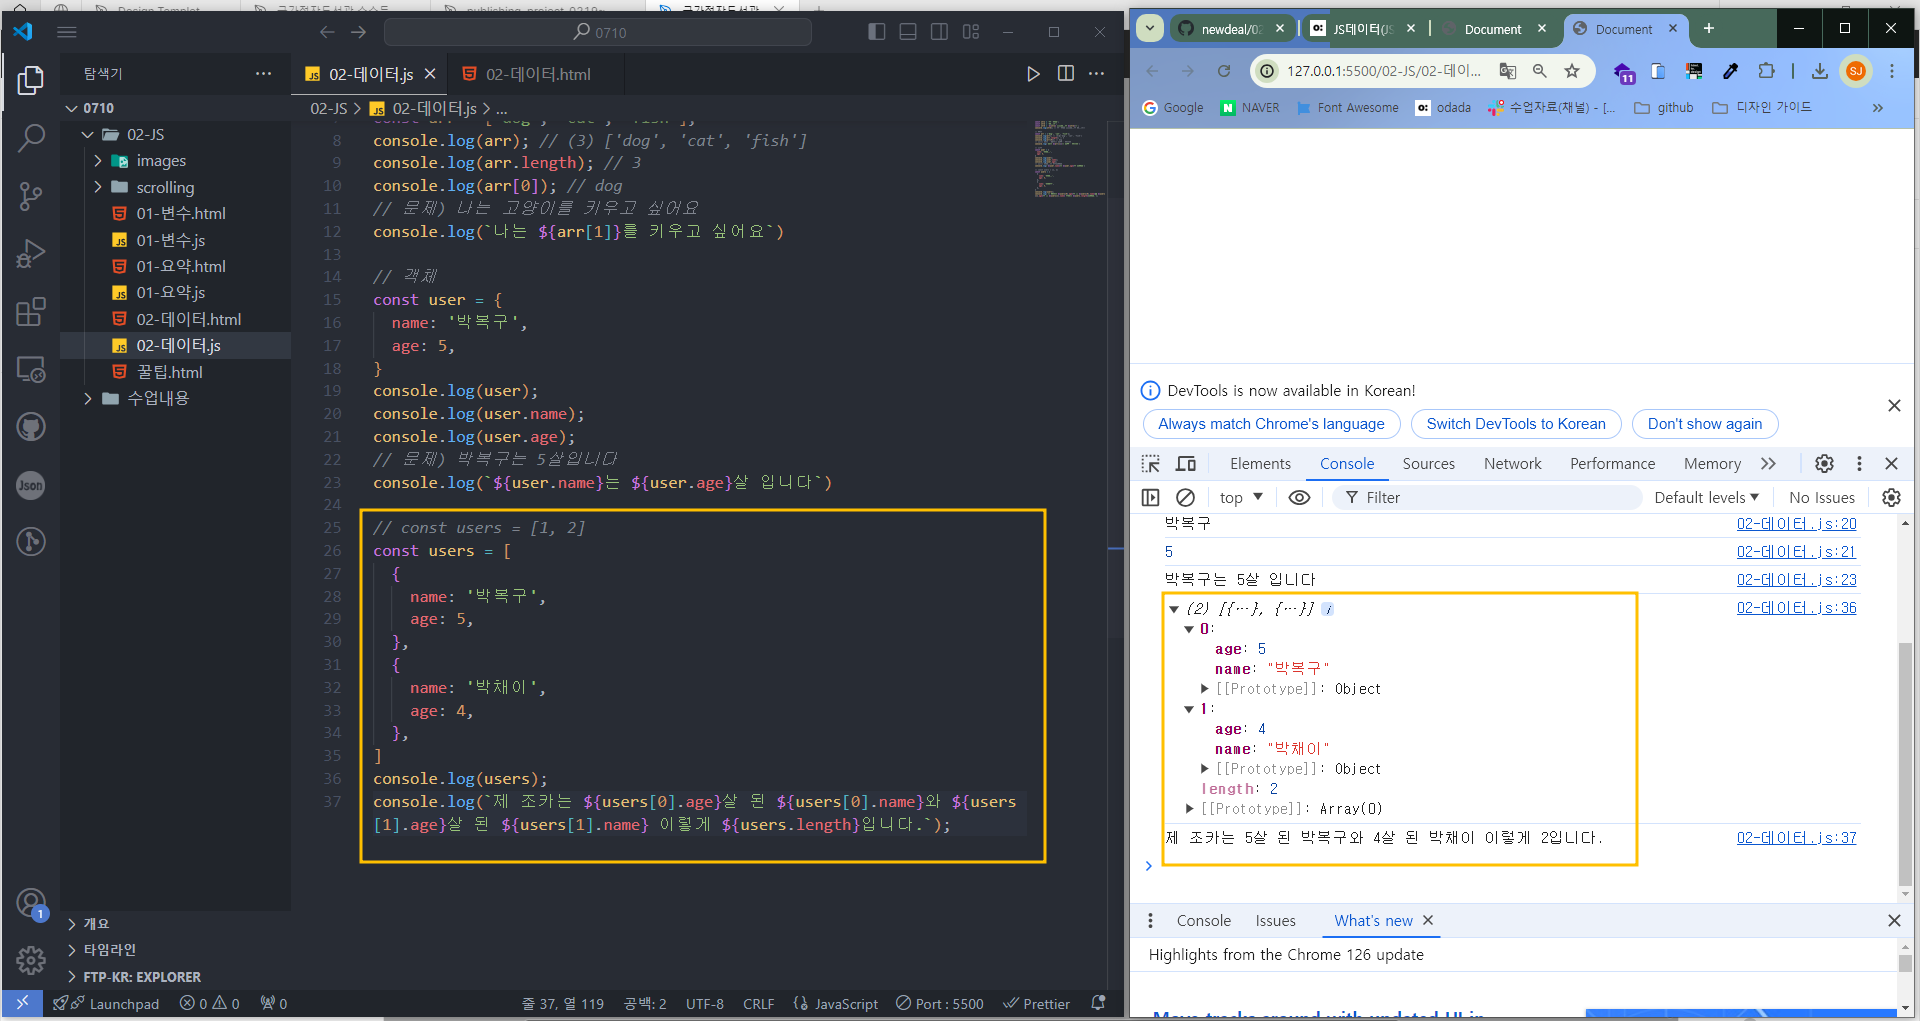 0710
newdeal/02
JS데이터(JS
Document
Document
탐색기
02-데이터.js
02-데이터.html
127.0.0.1:5500/02-JS/02-데이...
11
SJ
0710
02-JS > 02-데이터.js > ...
Google
NAVER
Font Awesome
odada
수업자료(채널) - [...
github
디자인 가이드
02-JS
images
scrolling
01-변수.html
01-변수.js
01-요약.html
01-요약.js
02-데이터.html
02-데이터.js
꿀팁.html
수업내용
개요
타임라인
FTP-KR: EXPLORER
Json
1
8 console.log(arr); // (3) ['dog', 'cat', 'fish']
9 console.log(arr.length); // 3
10 console.log(arr[0]); // dog
11 // 문제) 나는 고양이를 키우고 싶어요
12 console.log(`나는 ${arr[1]}를 키우고 싶어요`)
13
14 // 객체
15 const user = {
16 name: '박복구',
17 age: 5,
18 }
19 console.log(user);
20 console.log(user.name);
21 console.log(user.age);
22 // 문제) 박복구는 5살입니다
23 console.log(`${user.name}는 ${user.age}살 입니다`)
24
25 // const users = [1, 2]
26 const users = [
27 {
28 name: '박복구',
29 age: 5,
30 },
31 {
32 name: '박채이',
33 age: 4,
34 },
35 ]
36 console.log(users);
37 console.log(`제 조카는 ${users[0].age}살 된 ${users[0].name}와 ${users
[1].age}살 된 ${users[1].name} 이렇게 ${users.length}입니다.`);
Launchpad
0 0
0
줄 37, 열 119
공백: 2
UTF-8
CRLF
JavaScript
Port : 5500
Prettier
DevTools is now available in Korean!
Always match Chrome's language
Switch DevTools to Korean
Don't show again
Elements
Console
Sources
Network
Performance
Memory
top
Filter
Default levels
No Issues
박복구 02-데이터.js:20
5 02-데이터.js:21
박복구는 5살 입니다 02-데이터.js:23
(2) [{…}, {…}] i 02-데이터.js:36
0:
age: 5
name: "박복구"
[[Prototype]]: Object
1:
age: 4
name: "박채이"
[[Prototype]]: Object
length: 2
[[Prototype]]: Array(0)
제 조카는 5살 된 박복구와 4살 된 박채이 이렇게 2입니다. 02-데이터.js:37
Console
Issues
What's new
Highlights from the Chrome 126 update